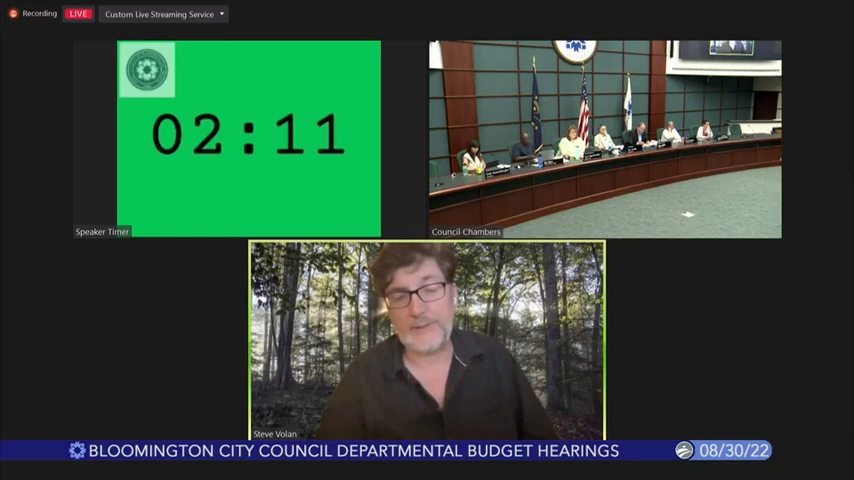 Recording
LIVE
Custom Live Streaming Service
02:11
Speaker Timer
Council Chambers
Steve Volan
BLOOMINGTON CITY COUNCIL DEPARTMENTAL BUDGET HEARINGS
08/30/22